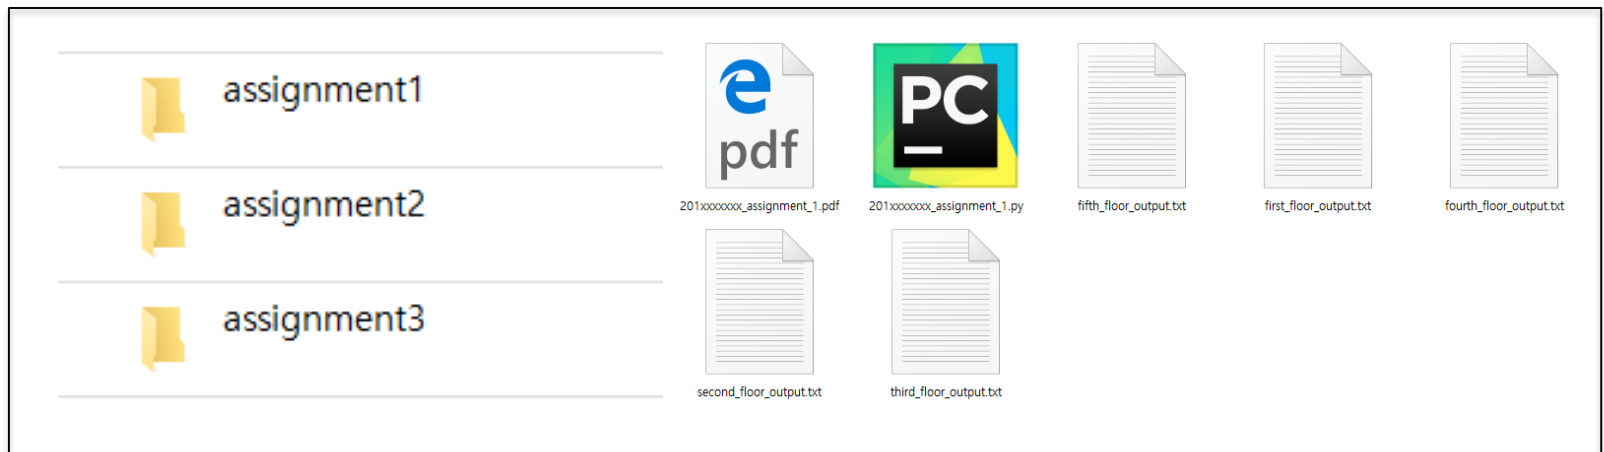 assignment1
assignment2
assignment3
pdf
PC
201xxxxxxx_assignment_1.pdf
201xxxxxxx_assignment_1.py
fifth_floor_output.txt
first_floor_output.txt
fourth_floor_output.txt
second_floor_output.txt
third_floor_output.txt